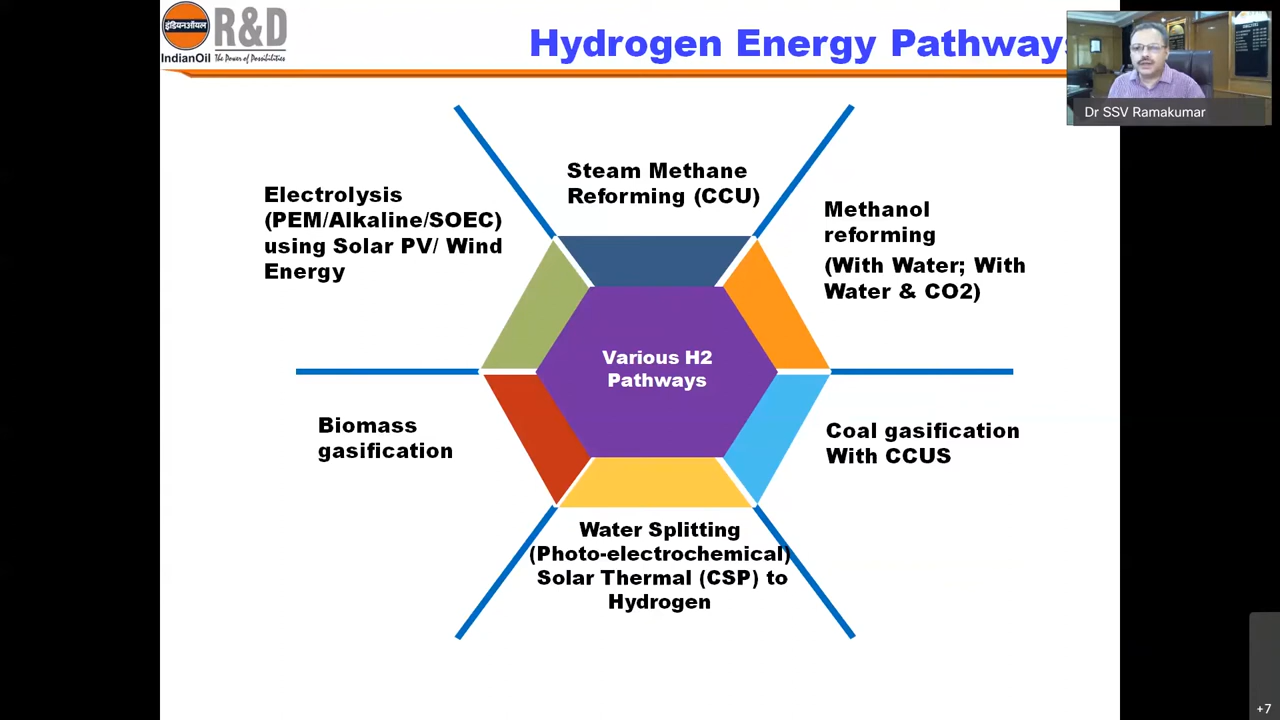 इंडियनऑयल
IndianOil
R&D
The Power of Possibilities
Hydrogen Energy Pathway
Dr SSV Ramakumar
Steam Methane
Reforming (CCU)
Electrolysis
(PEM/Alkaline/SOEC)
using Solar PV/ Wind
Energy
Methanol
reforming
(With Water; With
Water & CO2)
Various H2
Pathways
Biomass
gasification
Coal gasification
With CCUS
Water Splitting
(Photo-electrochemical)
Solar Thermal (CSP) to
Hydrogen
+7